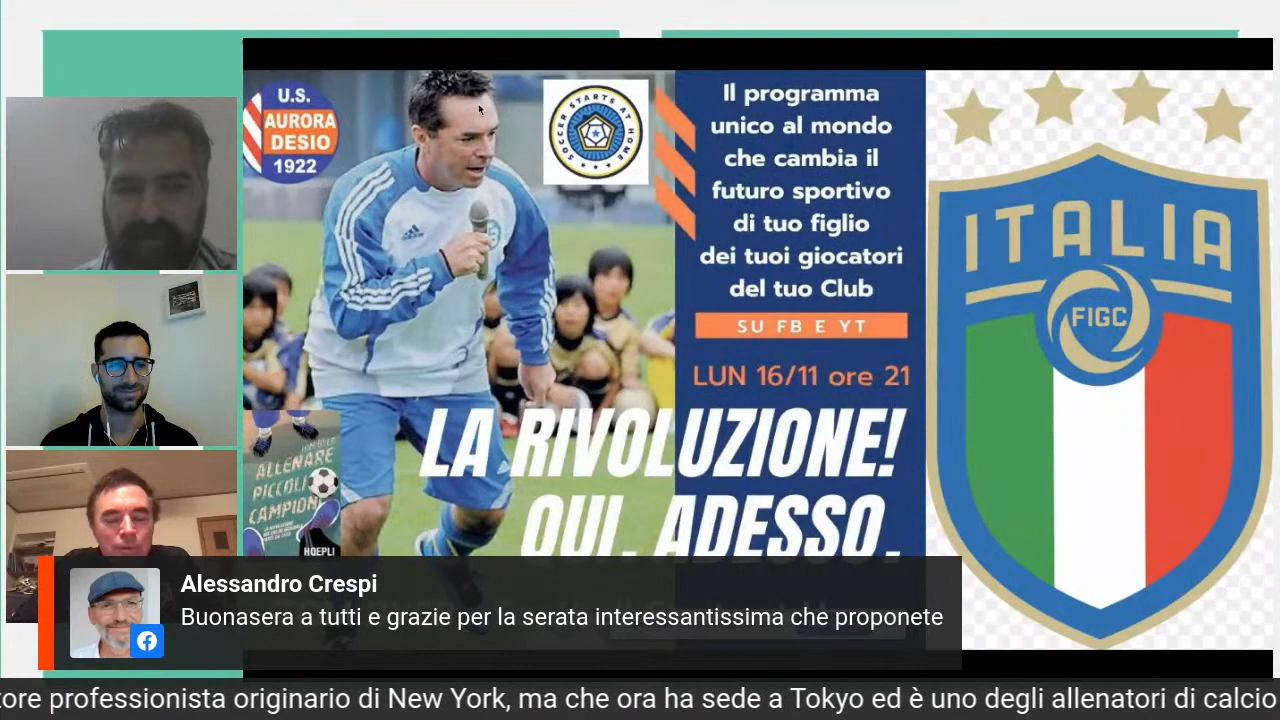 U.S.
AURORA
DESIO
1922
SOCCER STARTS AT HOME
Il programma
unico al mondo
che cambia il
futuro sportivo
di tuo figlio
dei tuoi giocatori
del tuo Club
SU FB E YT
LUN 16/11 ore 21
LA RIVOLUZIONE!
QUI, ADESSO.
ALLENARE
PICCOLI
CAMPIONI
HOEPLI
ITALIA
FIGC
Alessandro Crespi
Buonasera a tutti e grazie per la serata interessantissima che proponete
tore professionista originario di New York, ma che ora ha sede a Tokyo ed è uno degli allenatori di calcio